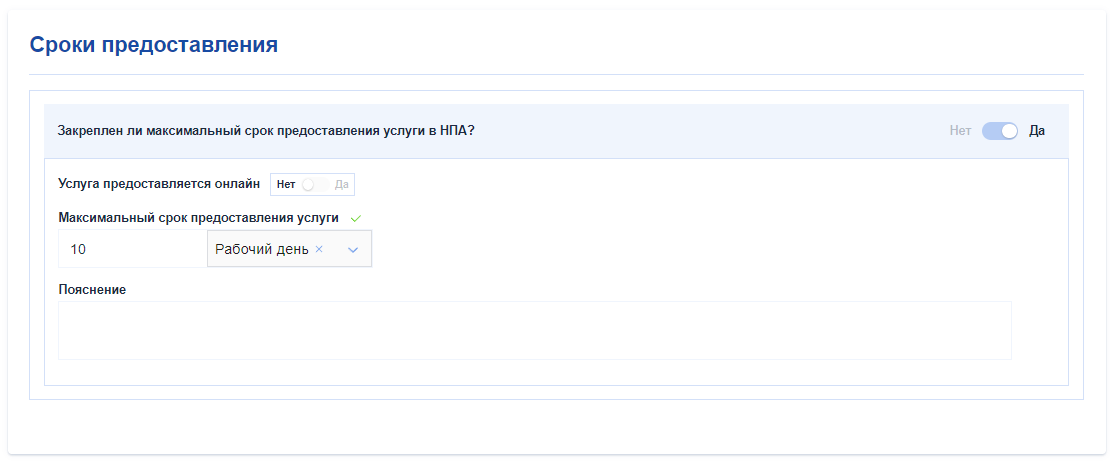 Сроки предоставления
Закреплен ли максимальный срок предоставления услуги в НПА? Нет Да
Услуга предоставляется онлайн Нет Да
Максимальный срок предоставления услуги
10 Рабочий день
Пояснение